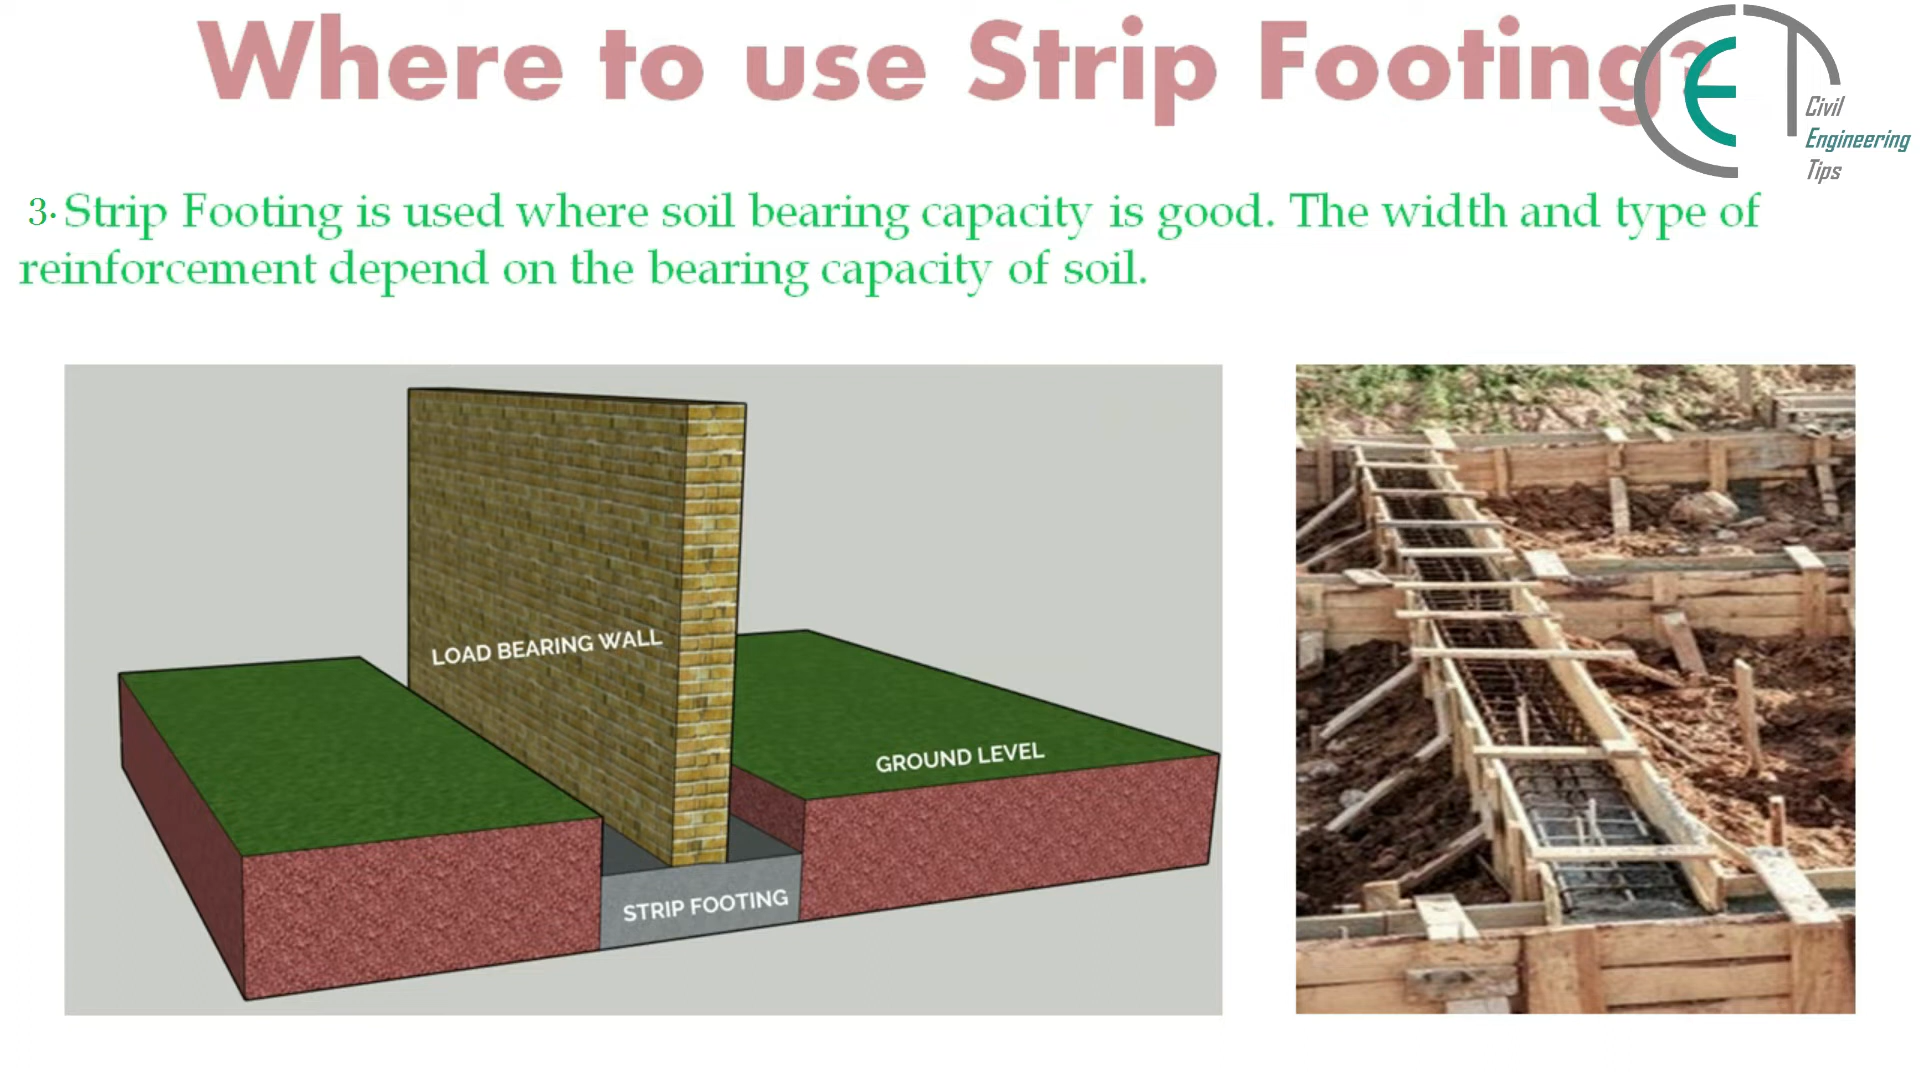 Where to use Strip Footing?
Civil
Engineering
Tips
3. Strip Footing is used where soil bearing capacity is good. The width and type of
reinforcement depend on the bearing capacity of soil.
LOAD BEARING WALL
GROUND LEVEL
STRIP FOOTING